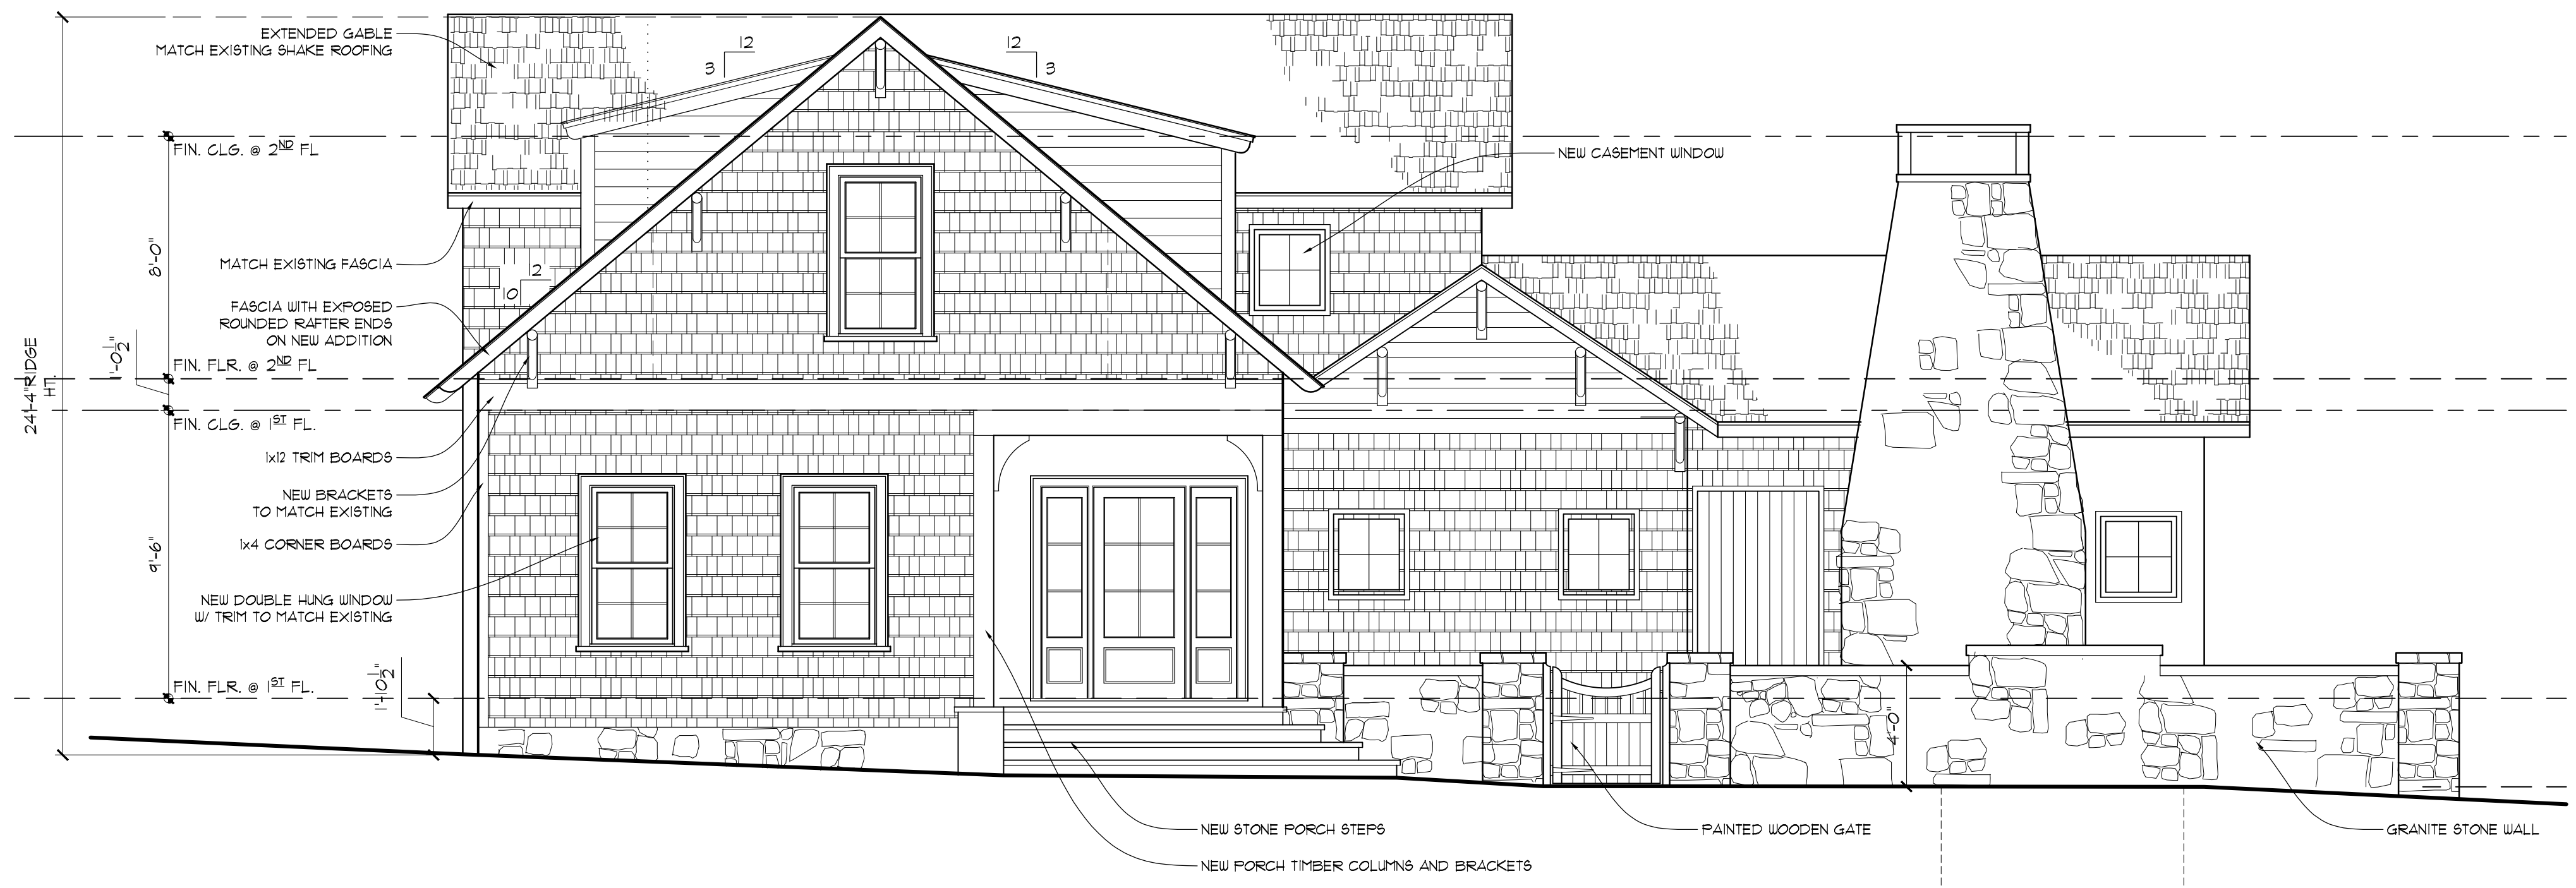 EXTENDED GABLE
MATCH EXISTING SHAKE ROOFING
12
3
12
3
FIN. CLG. @ 2ND FL
NEW CASEMENT WINDOW
8'-0"
MATCH EXISTING FASCIA
12
10
FASCIA WITH EXPOSED
ROUNDED RAFTER ENDS
ON NEW ADDITION
1'-0½"
24'-4" RIDGE
HT.
FIN. FLR. @ 2ND FL
FIN. CLG. @ 1ST FL.
1x12 TRIM BOARDS
NEW BRACKETS
TO MATCH EXISTING
1x4 CORNER BOARDS
9'-6"
NEW DOUBLE HUNG WINDOW
W/ TRIM TO MATCH EXISTING
FIN. FLR. @ 1ST FL.
1'-10½"
4'-0"
NEW STONE PORCH STEPS
PAINTED WOODEN GATE
GRANITE STONE WALL
NEW PORCH TIMBER COLUMNS AND BRACKETS